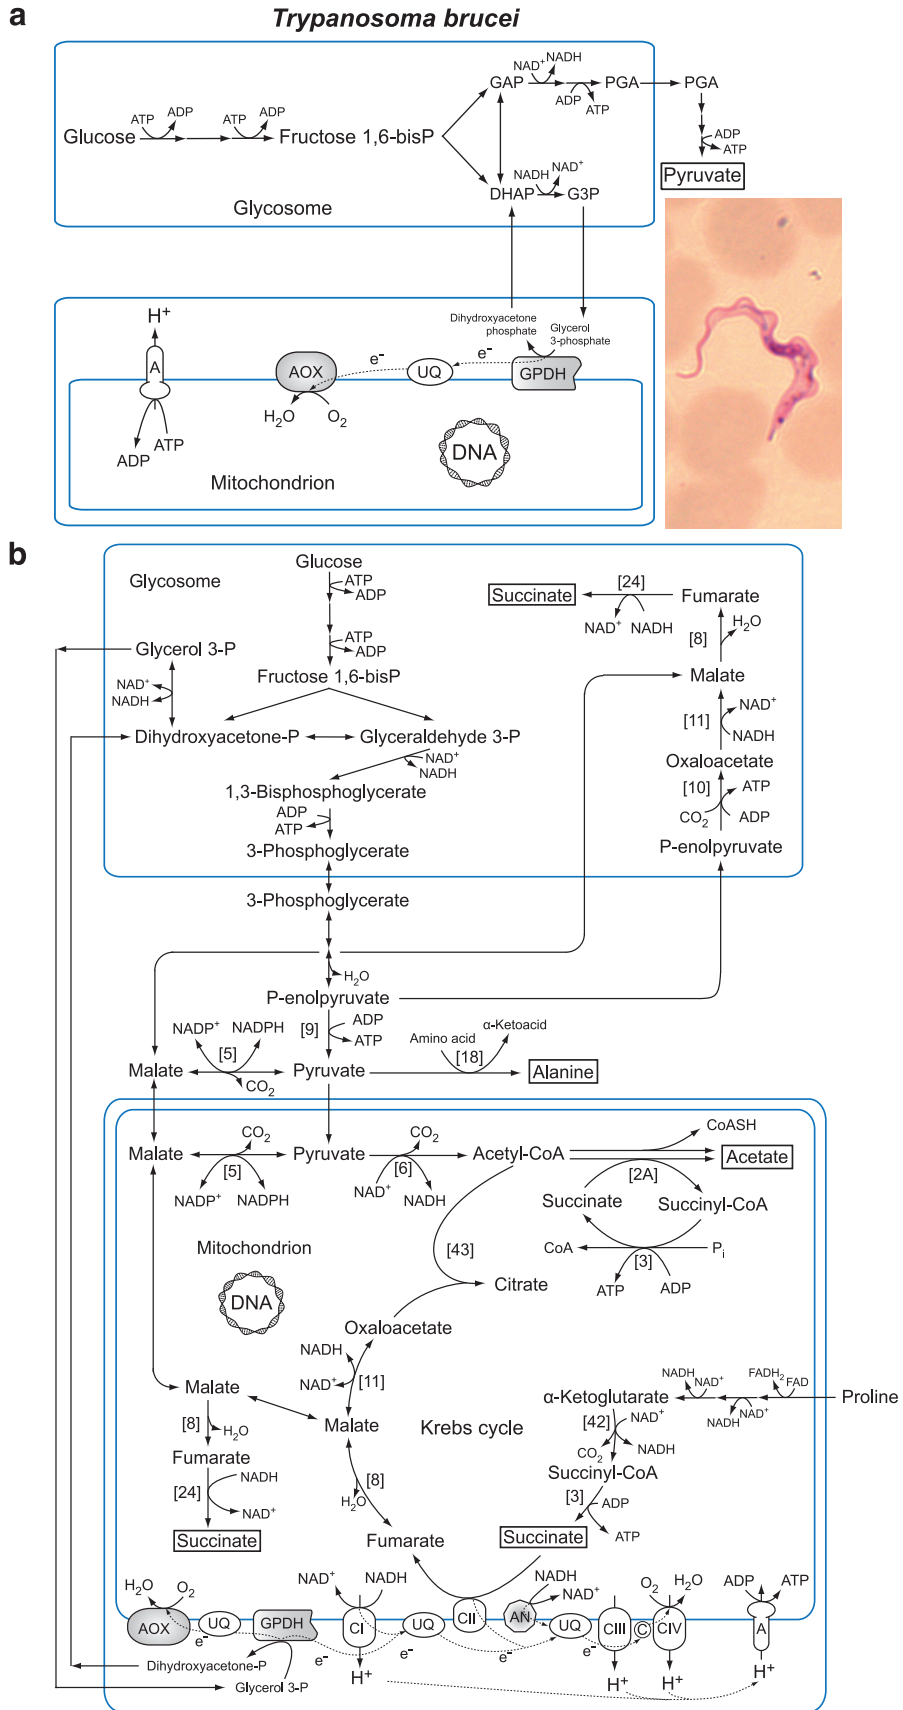 a
Trypanosoma brucei
Glucose
ATP
ADP
ATP
ADP
Fructose 1,6-bisP
GAP
NAD⁺
NADH
ADP
ATP
PGA
PGA
ADP
ATP
Pyruvate
DHAP
NADH
NAD⁺
G3P
Glycosome
H⁺
A
ADP
ATP
AOX
H₂O
O₂
e⁻
UQ
e⁻
Dihydroxyacetone
phosphate
Glycerol
3-phosphate
GPDH
DNA
Mitochondrion
b
Glycosome
Glucose
ATP
ADP
ATP
ADP
Fructose 1,6-bisP
Glycerol 3-P
NAD⁺
NADH
Dihydroxyacetone-P
Glyceraldehyde 3-P
NAD⁺
NADH
1,3-Bisphosphoglycerate
ADP
ATP
3-Phosphoglycerate
Succinate
[24]
NAD⁺
NADH
Fumarate
[8]
H₂O
Malate
[11]
NAD⁺
NADH
Oxaloacetate
[10]
ATP
CO₂
ADP
P-enolpyruvate
3-Phosphoglycerate
H₂O
P-enolpyruvate
[9]
ADP
ATP
NADP⁺
NADPH
[5]
Malate
CO₂
Pyruvate
Amino acid
α-Ketoacid
[18]
Alanine
Malate
CO₂
[5]
NADP⁺
NADPH
Pyruvate
CO₂
[6]
NAD⁺
NADH
Acetyl-CoA
CoASH
Acetate
[2A]
Succinate
Succinyl-CoA
CoA
[3]
Pᵢ
ATP
ADP
Mitochondrion
DNA
[43]
Citrate
Oxaloacetate
NADH
NAD⁺
[11]
Malate
[8]
H₂O
Fumarate
[24]
NADH
NAD⁺
Succinate
Malate
Krebs cycle
[8]
H₂O
Fumarate
α-Ketoglutarate
NADH
NAD⁺
NADH
NAD⁺
FADH₂
FAD
Proline
[42]
NAD⁺
CO₂
NADH
Succinyl-CoA
[3]
ADP
ATP
Succinate
H₂O
O₂
AOX
UQ
e⁻
GPDH
NAD⁺
NADH
CI
e⁻
H⁺
UQ
e⁻
CII
NADH
NAD⁺
AN
e⁻
UQ
e⁻
CIII
C
O₂
H₂O
CIV
H⁺
H⁺
ADP
ATP
A
H⁺
Dihydroxyacetone-P
Glycerol 3-P